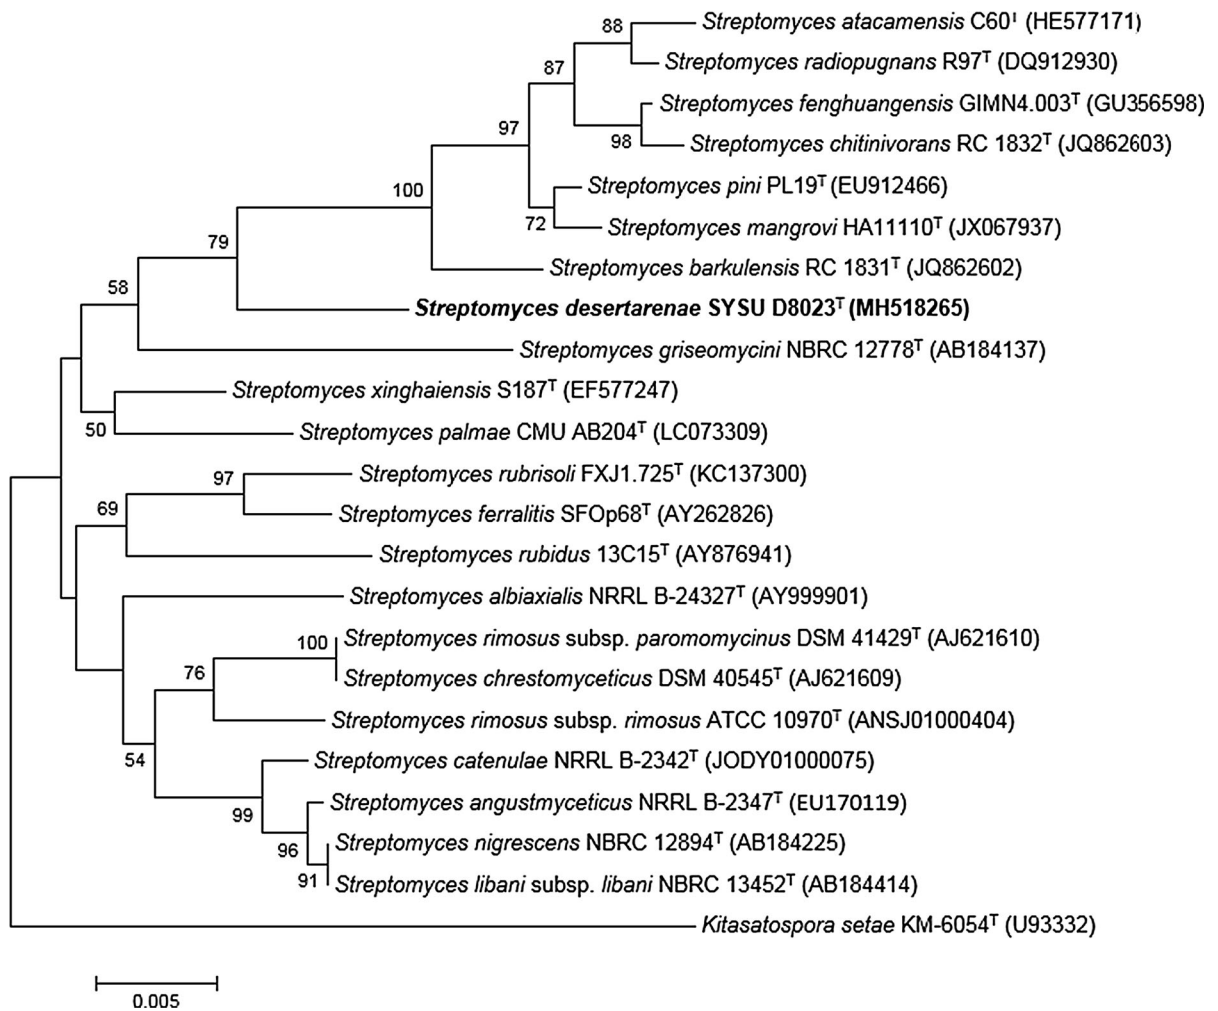 88
Streptomyces atacamensis C60ᵀ (HE577171)
Streptomyces radiopugnans R97ᵀ (DQ912930)
87
Streptomyces fenghuangensis GIMN4.003ᵀ (GU356598)
98
Streptomyces chitinivorans RC 1832ᵀ (JQ862603)
97
Streptomyces pini PL19ᵀ (EU912466)
72
Streptomyces mangrovi HA11110ᵀ (JX067937)
100
Streptomyces barkulensis RC 1831ᵀ (JQ862602)
79
Streptomyces desertarenae SYSU D8023ᵀ (MH518265)
58
Streptomyces griseomycini NBRC 12778ᵀ (AB184137)
Streptomyces xinghaiensis S187ᵀ (EF577247)
50
Streptomyces palmae CMU AB204ᵀ (LC073309)
97
Streptomyces rubrisoli FXJ1.725ᵀ (KC137300)
Streptomyces ferralitis SFOp68ᵀ (AY262826)
69
Streptomyces rubidus 13C15ᵀ (AY876941)
Streptomyces albiaxialis NRRL B-24327ᵀ (AY999901)
100
Streptomyces rimosus subsp. paromomycinus DSM 41429ᵀ (AJ621610)
Streptomyces chrestomyceticus DSM 40545ᵀ (AJ621609)
76
Streptomyces rimosus subsp. rimosus ATCC 10970ᵀ (ANSJ01000404)
54
Streptomyces catenulae NRRL B-2342ᵀ (JODY01000075)
99
Streptomyces angustmyceticus NRRL B-2347ᵀ (EU170119)
96
Streptomyces nigrescens NBRC 12894ᵀ (AB184225)
91
Streptomyces libani subsp. libani NBRC 13452ᵀ (AB184414)
Kitasatospora setae KM-6054ᵀ (U93332)
0.005